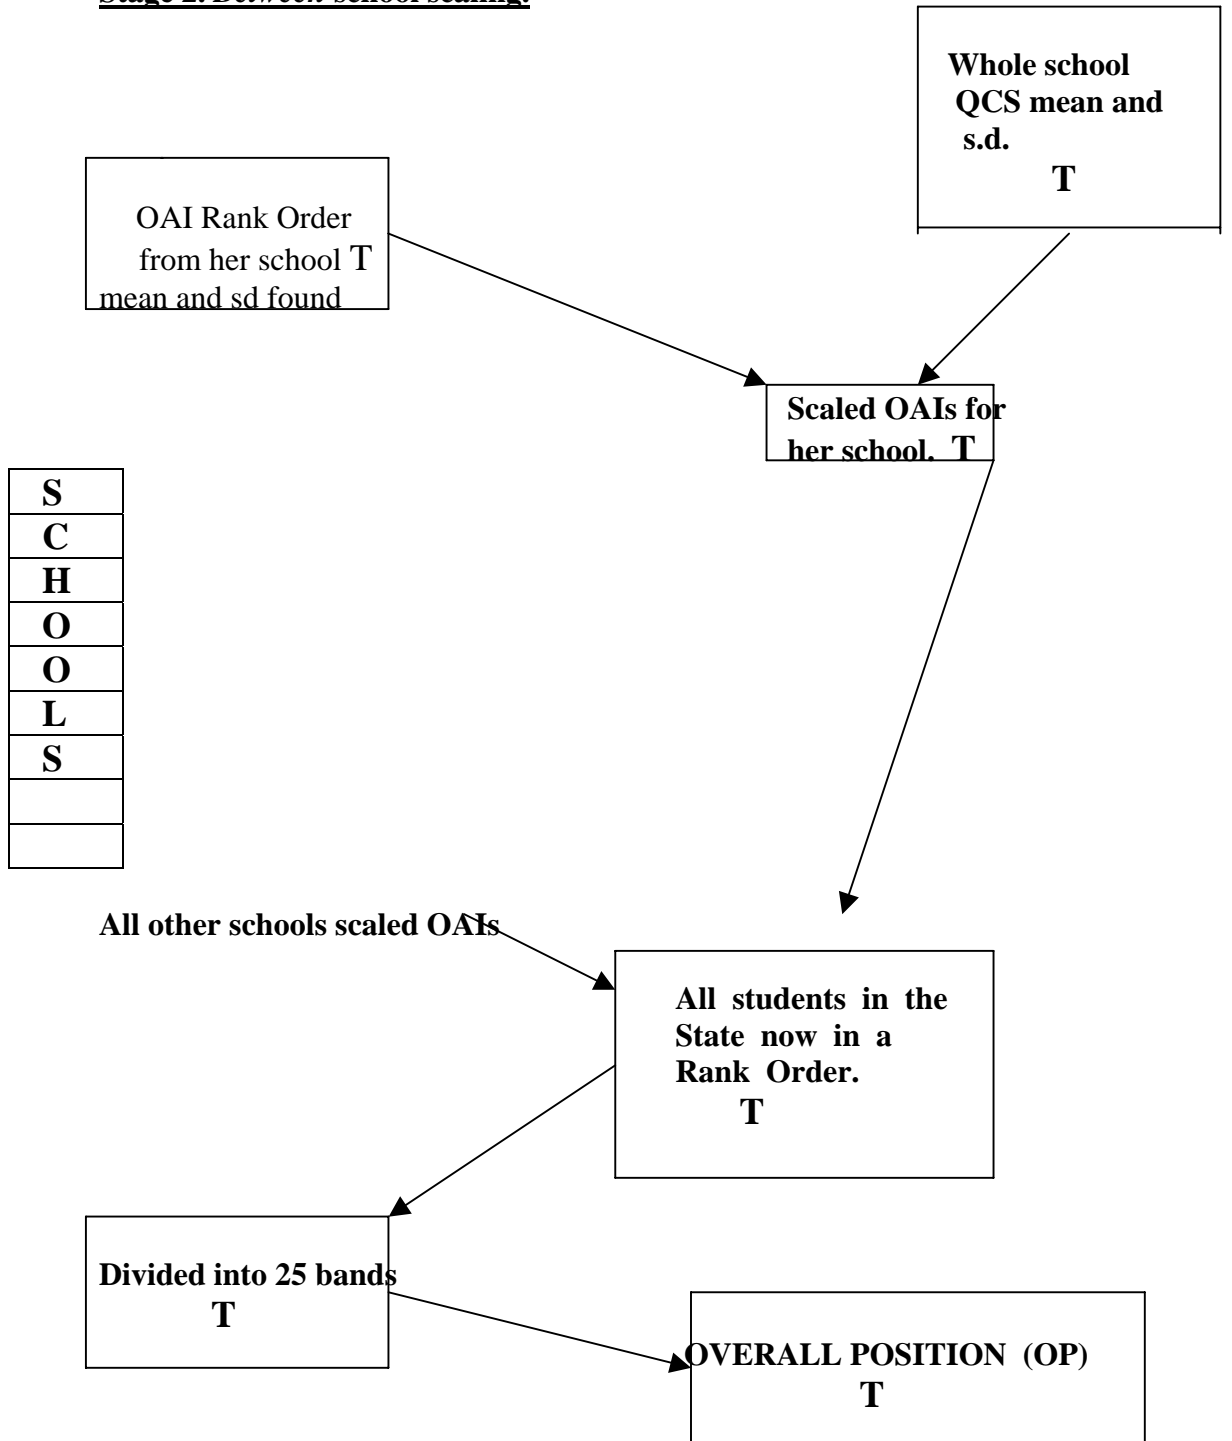 Stage 2. Between school scaling.
Whole school
QCS mean and
s.d.
T
OAI Rank Order
from her school T
mean and sd found
Scaled OAIs for
her school. T
S
C
H
O
O
L
S
All other schools scaled OAIs
All students in the
State now in a
Rank Order.
T
Divided into 25 bands
T
OVERALL POSITION (OP)
T